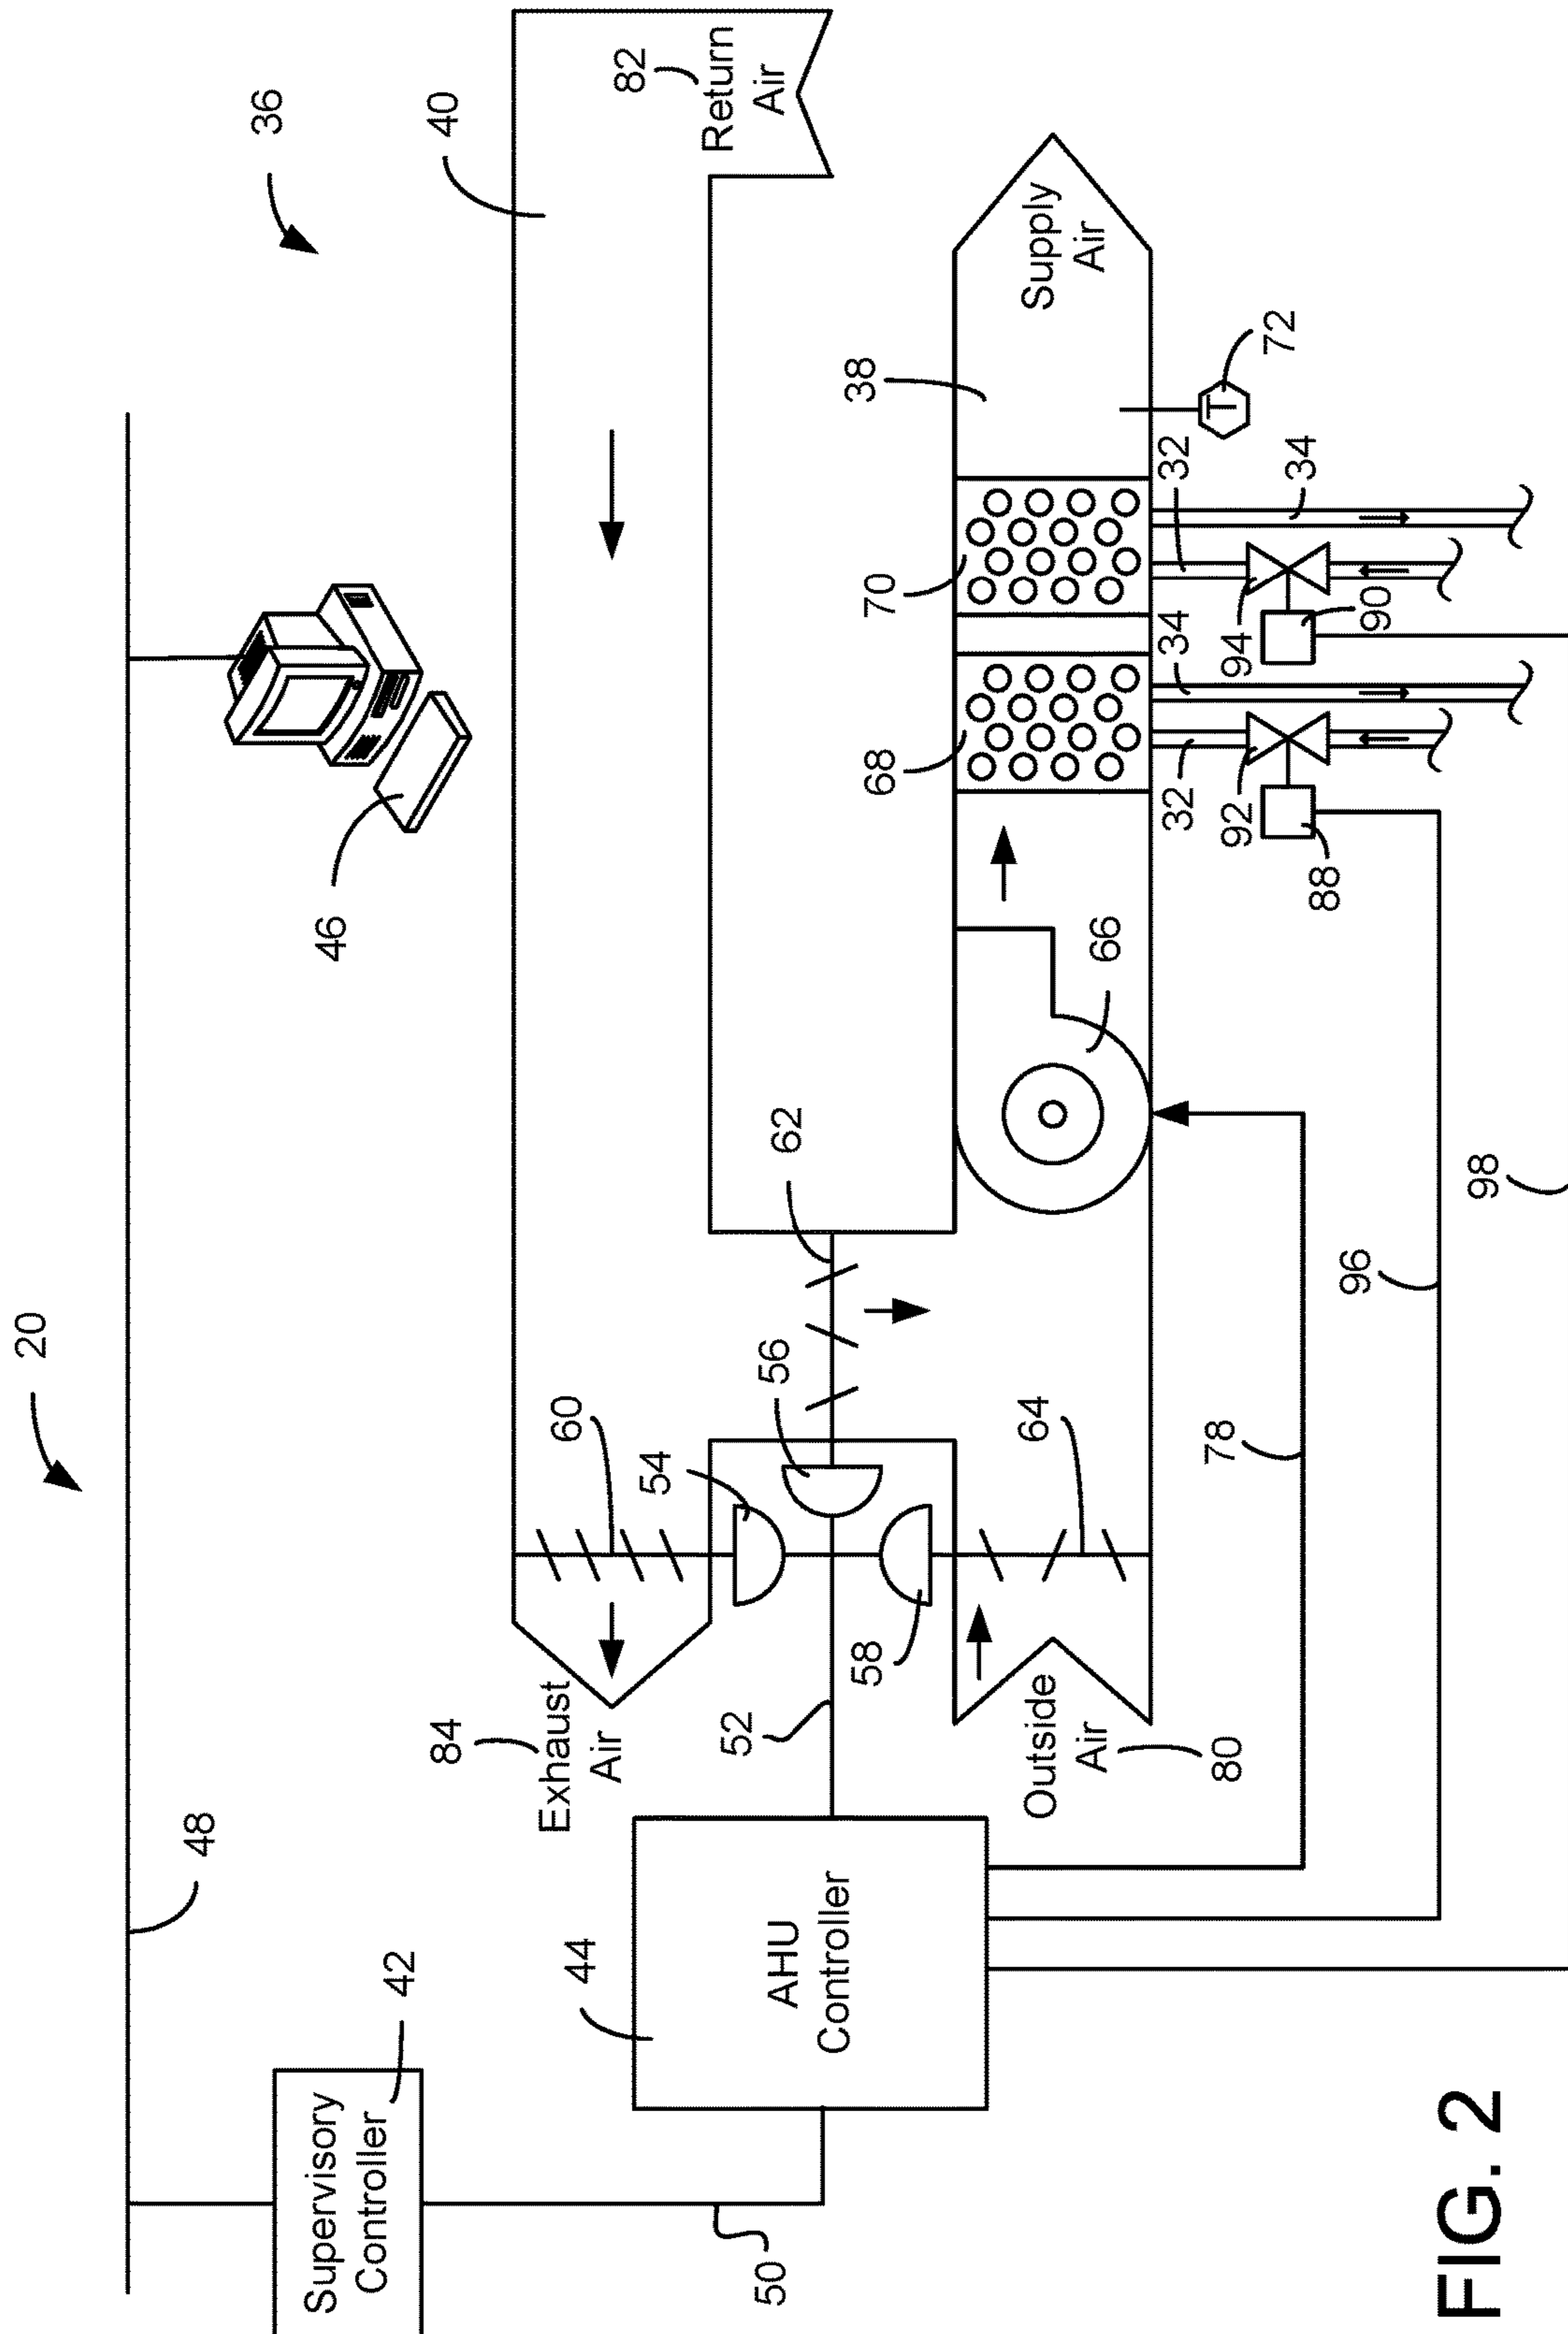 20
36
48
46
Supervisory
Controller
42
50
44
AHU
Controller
84
Exhaust
Air
60
54
40
82
Return
Air
52
56
62
58
Outside
Air
80
64
66
68
70
38
Supply
Air
72
32
34
32
34
92
94
88
90
78
96
98
T
FIG. 2